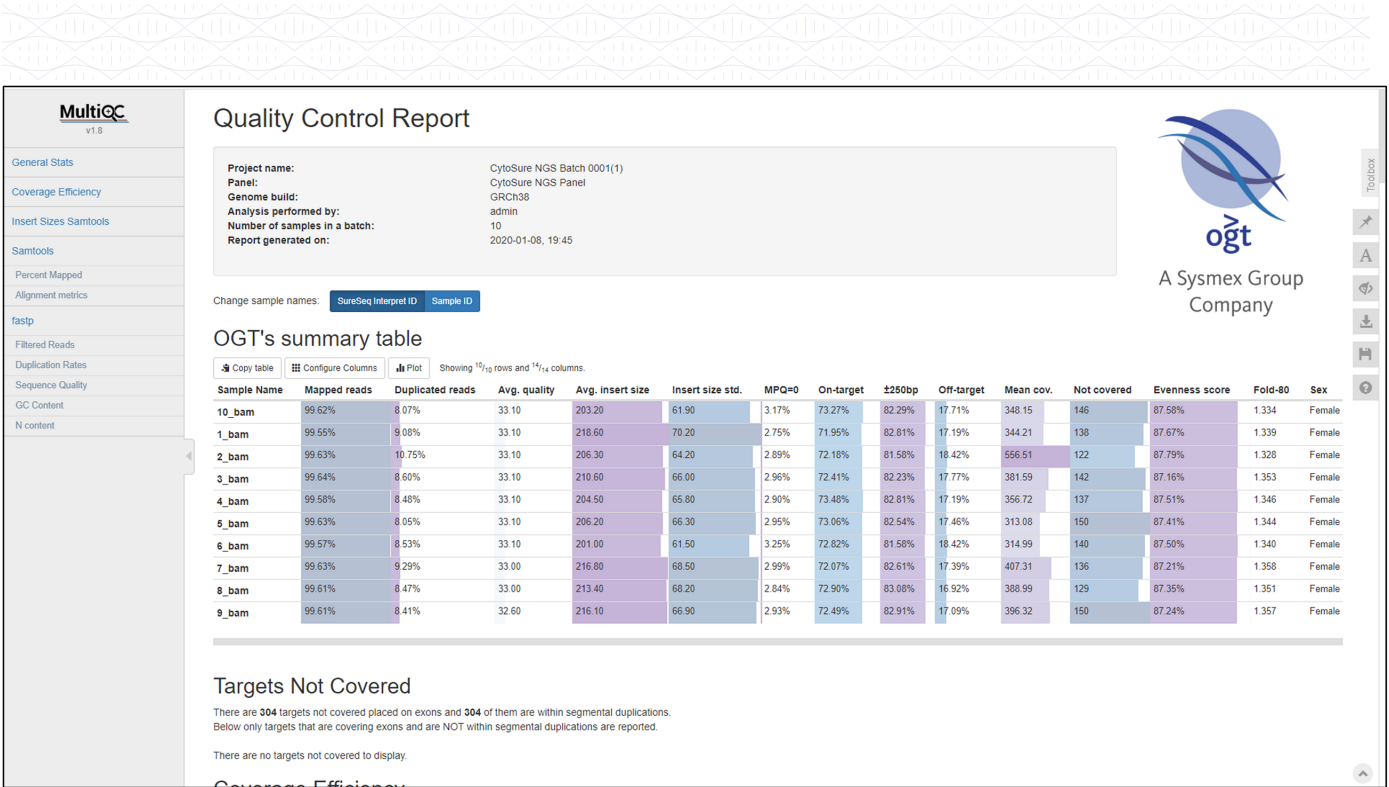 MultiQC
v1.8
General Stats
Coverage Efficiency
Insert Sizes Samtools
Samtools
Percent Mapped
Alignment metrics
fastp
Filtered Reads
Duplication Rates
Sequence Quality
GC Content
N content
Quality Control Report
Project name: CytoSure NGS Batch 0001(1)
Panel: CytoSure NGS Panel
Genome build: GRCh38
Analysis performed by: admin
Number of samples in a batch: 10
Report generated on: 2020-01-08, 19:45
ogt
A Sysmex Group
Company
Toolbox
A
Change sample names: SureSeq Interpret ID Sample ID
OGT's summary table
Copy table Configure Columns Plot Showing 10/10 rows and 14/14 columns.
Sample Name Mapped reads Duplicated reads Avg. quality Avg. insert size Insert size std. MPQ=0 On-target ±250bp Off-target Mean cov. Not covered Evenness score Fold-80 Sex
10_bam 99.62% 8.07% 33.10 203.20 61.90 3.17% 73.27% 82.29% 17.71% 348.15 146 87.58% 1.334 Female
1_bam 99.55% 9.08% 33.10 218.60 70.20 2.75% 71.95% 82.81% 17.19% 344.21 138 87.67% 1.339 Female
2_bam 99.63% 10.75% 33.10 206.30 64.20 2.89% 72.18% 81.58% 18.42% 556.51 122 87.79% 1.328 Female
3_bam 99.64% 8.60% 33.10 210.60 66.00 2.96% 72.41% 82.23% 17.77% 381.59 142 87.16% 1.353 Female
4_bam 99.58% 8.48% 33.10 204.50 65.80 2.90% 73.48% 82.81% 17.19% 356.72 137 87.51% 1.346 Female
5_bam 99.63% 8.05% 33.10 206.20 66.30 2.95% 73.06% 82.54% 17.46% 313.08 150 87.41% 1.344 Female
6_bam 99.57% 8.53% 33.10 201.00 61.50 3.25% 72.82% 81.58% 18.42% 314.99 140 87.50% 1.340 Female
7_bam 99.63% 9.29% 33.00 216.80 68.50 2.99% 72.07% 82.61% 17.39% 407.31 136 87.21% 1.358 Female
8_bam 99.61% 8.47% 33.00 213.40 68.20 2.84% 72.90% 83.08% 16.92% 388.99 129 87.35% 1.351 Female
9_bam 99.61% 8.41% 32.60 216.10 66.90 2.93% 72.49% 82.91% 17.09% 396.32 150 87.24% 1.357 Female
Targets Not Covered
There are 304 targets not covered placed on exons and 304 of them are within segmental duplications.
Below only targets that are covering exons and are NOT within segmental duplications are reported.
There are no targets not covered to display.
Coverage Efficiency